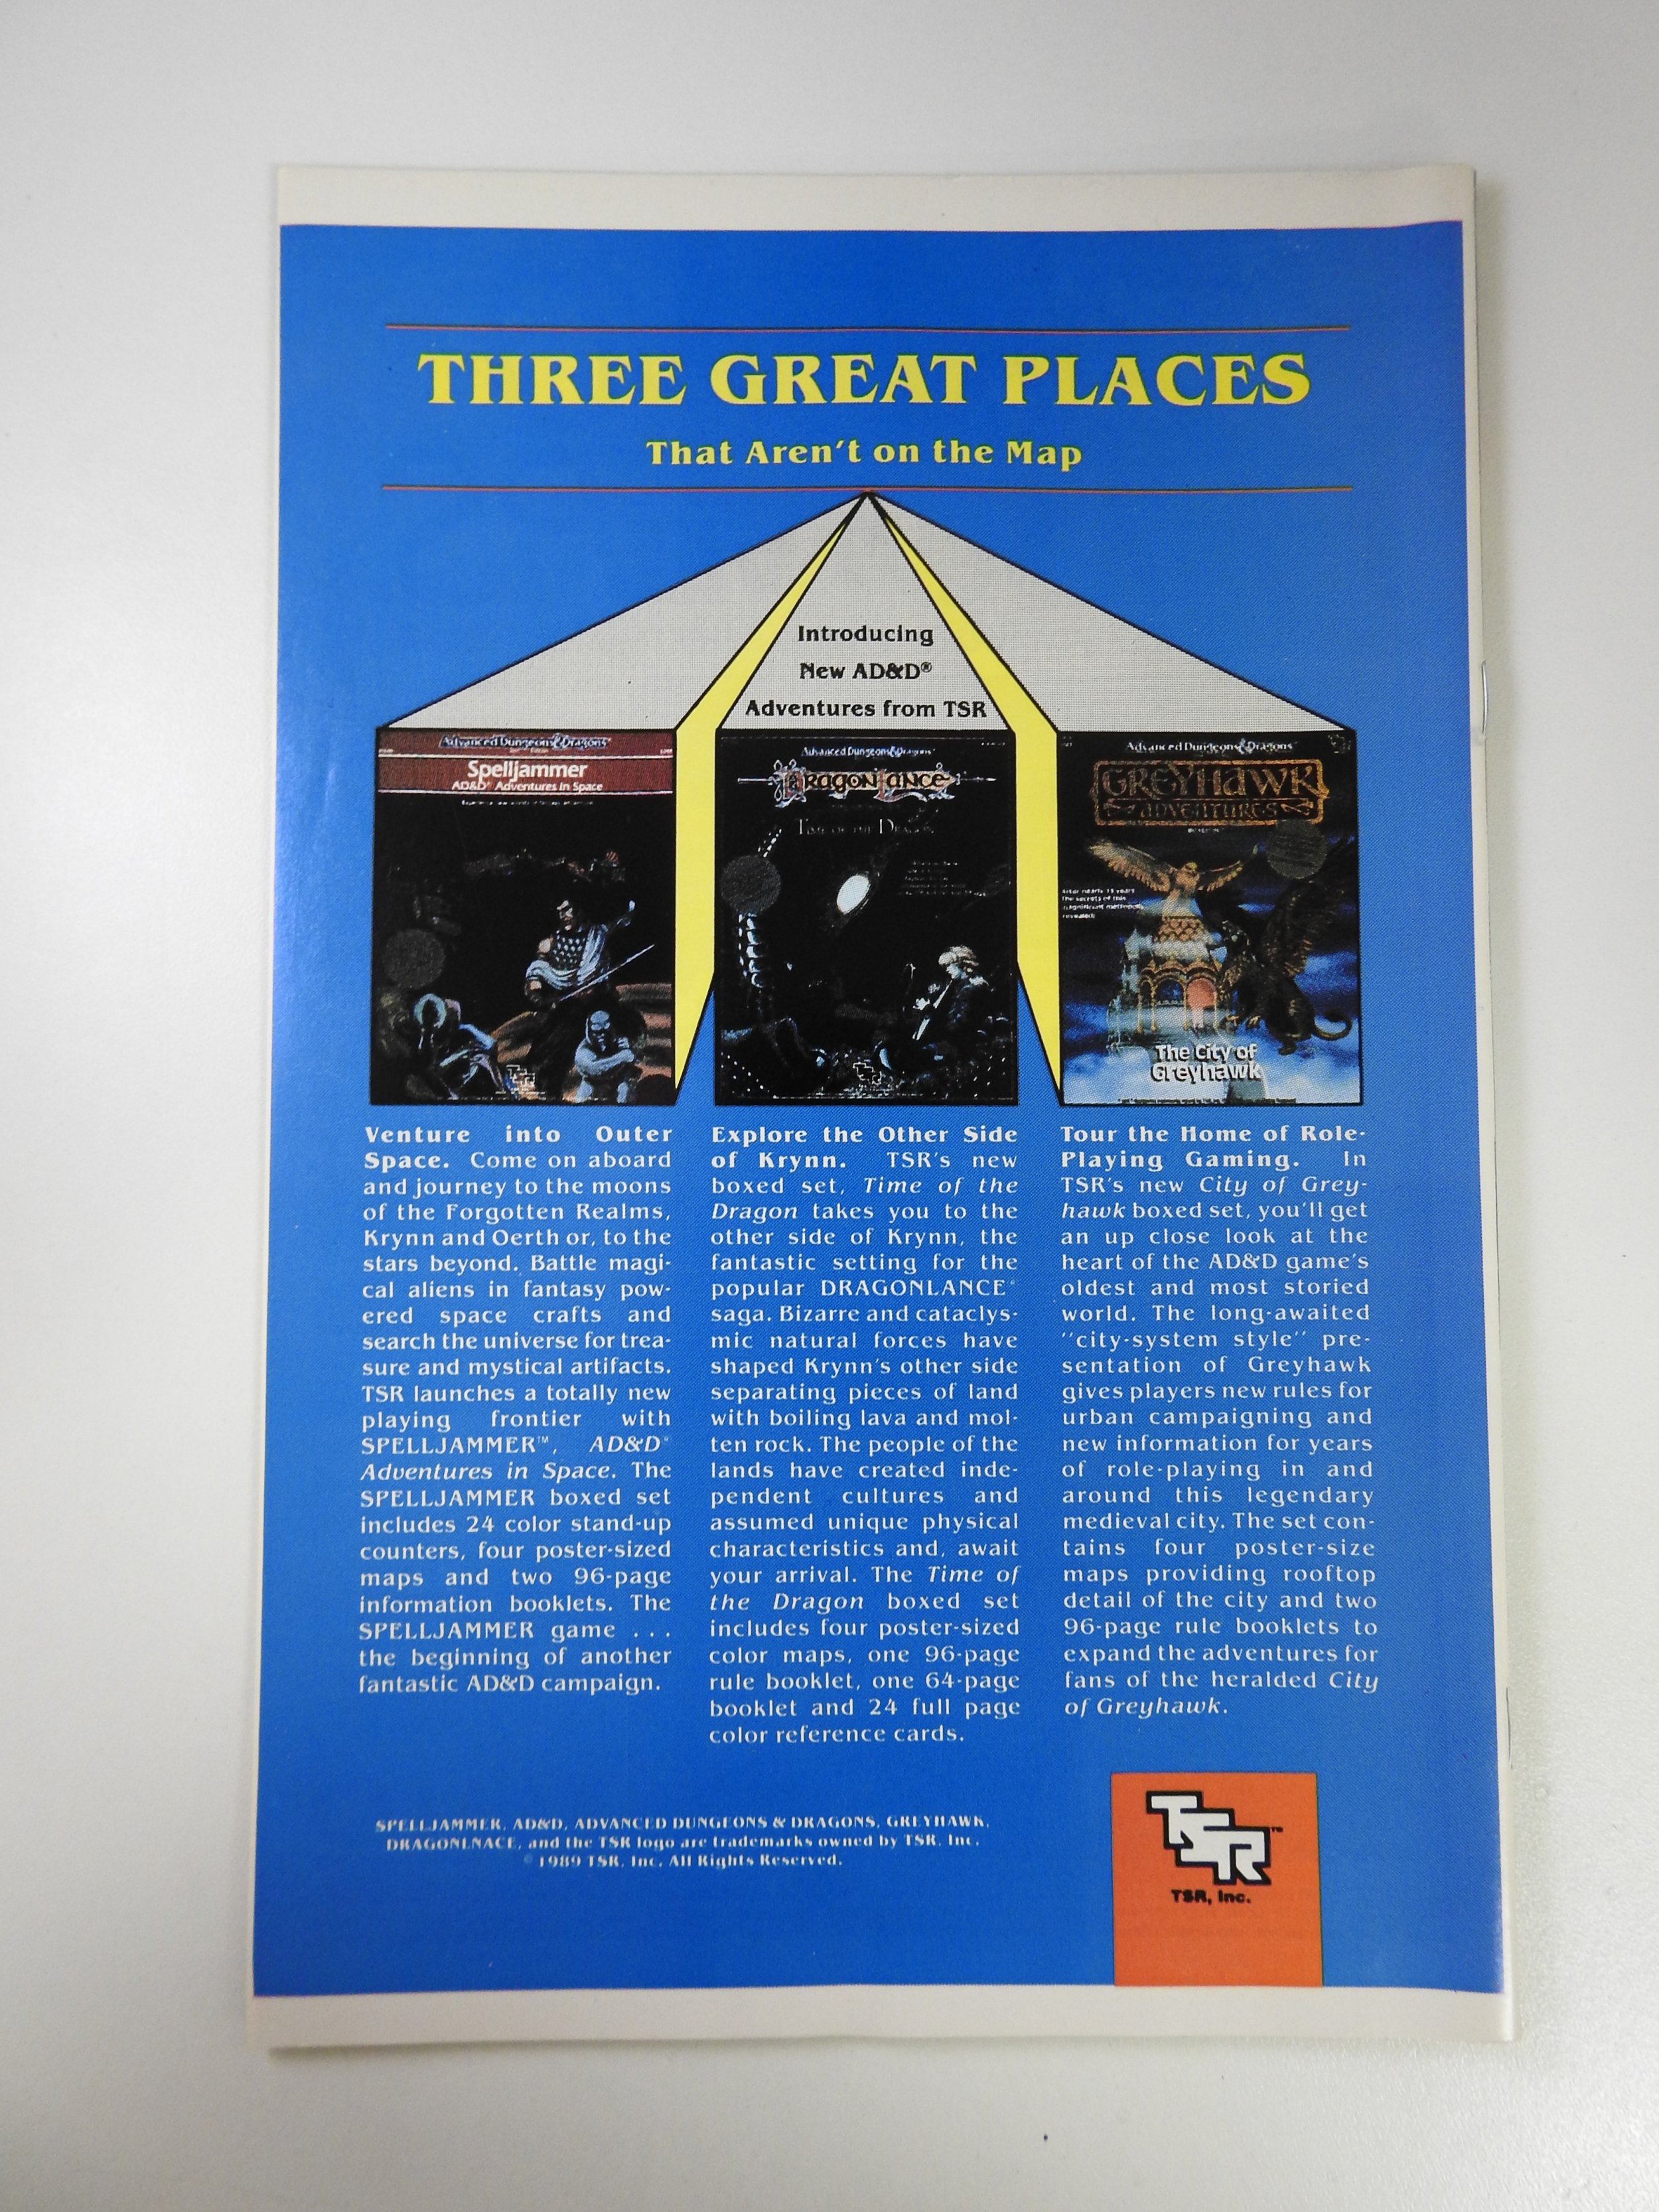 THREE GREAT PLACES
That Aren't on the Map
Introducing
New AD&D®
Adventures from TSR
Advanced Dungeons & Dragons
Spelljammer
AD&D® Adventures in Space
Advanced Dungeons & Dragons
DRAGONLANCE
TIME OF THE DRAGON
TSR
Advanced Dungeons & Dragons
GREYHAWK
ADVENTURES
After nearly 15 years
The secrets of this
magnificent metropolis
revealed!
The City of
Greyhawk
Venture into Outer
Space. Come on aboard
and journey to the moons
of the Forgotten Realms,
Krynn and Oerth or, to the
stars beyond. Battle magi-
cal aliens in fantasy pow-
ered space crafts and
search the universe for trea-
sure and mystical artifacts.
TSR launches a totally new
playing frontier with
SPELLJAMMER™, AD&D®
Adventures in Space. The
SPELLJAMMER boxed set
includes 24 color stand-up
counters, four poster-sized
maps and two 96-page
information booklets. The
SPELLJAMMER game . . .
the beginning of another
fantastic AD&D campaign.
Explore the Other Side
of Krynn. TSR's new
boxed set, Time of the
Dragon takes you to the
other side of Krynn, the
fantastic setting for the
popular DRAGONLANCE®
saga. Bizarre and cataclys-
mic natural forces have
shaped Krynn's other side
separating pieces of land
with boiling lava and mol-
ten rock. The people of the
lands have created inde-
pendent cultures and
assumed unique physical
characteristics and, await
your arrival. The Time of
the Dragon boxed set
includes four poster-sized
color maps, one 96-page
rule booklet, one 64-page
booklet and 24 full page
color reference cards.
Tour the Home of Role-
Playing Gaming. In
TSR's new City of Grey-
hawk boxed set, you'll get
an up close look at the
heart of the AD&D game's
oldest and most storied
world. The long-awaited
"city-system style" pre-
sentation of Greyhawk
gives players new rules for
urban campaigning and
new information for years
of role-playing in and
around this legendary
medieval city. The set con-
tains four poster-size
maps providing rooftop
detail of the city and two
96-page rule booklets to
expand the adventures for
fans of the heralded City
of Greyhawk.
SPELLJAMMER, AD&D, ADVANCED DUNGEONS & DRAGONS, GREYHAWK,
DRAGONLNACE, and the TSR logo are trademarks owned by TSR, Inc.
© 1989 TSR, Inc. All Rights Reserved.
TSR™
TSR, Inc.